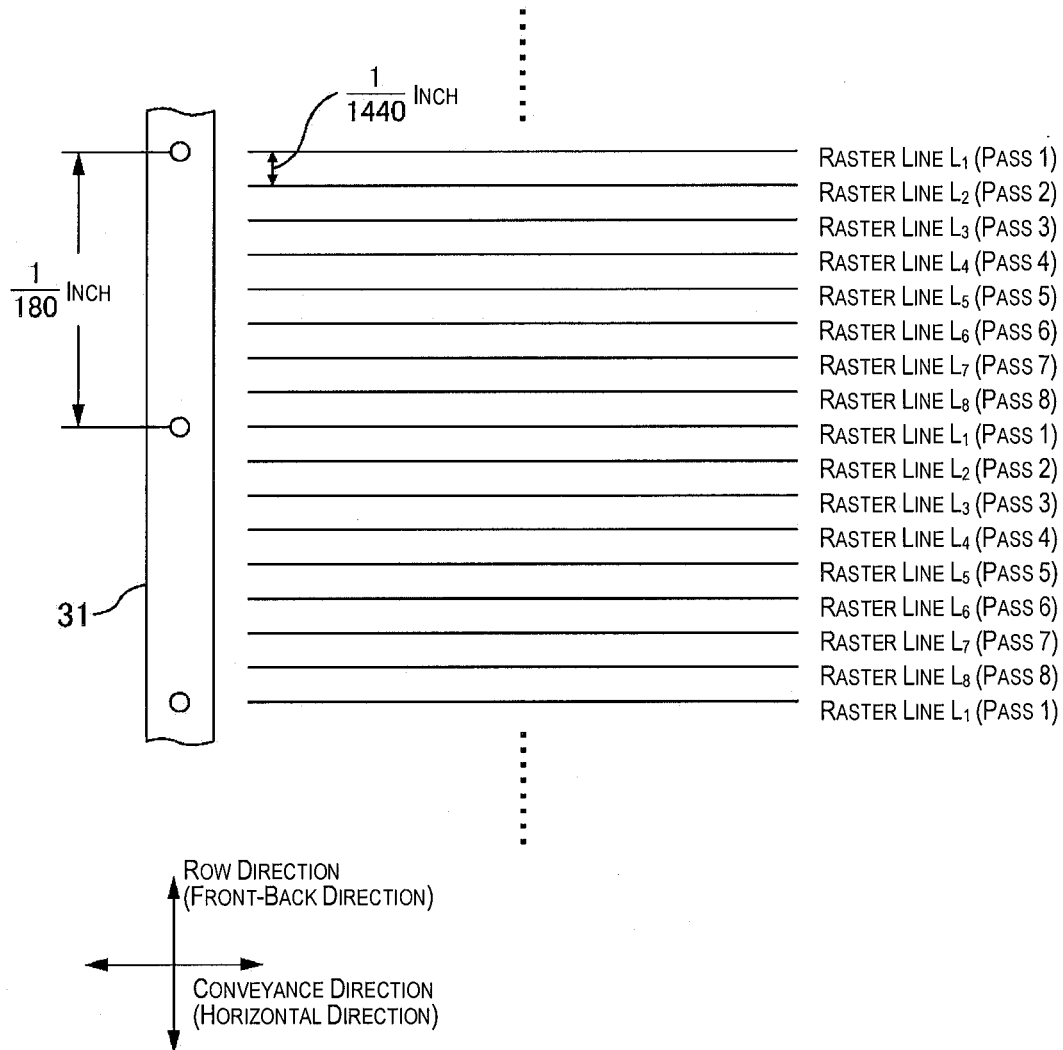 1
1440 INCH
1
180 INCH
RASTER LINE L₁ (PASS 1)
RASTER LINE L₂ (PASS 2)
RASTER LINE L₃ (PASS 3)
RASTER LINE L₄ (PASS 4)
RASTER LINE L₅ (PASS 5)
RASTER LINE L₆ (PASS 6)
RASTER LINE L₇ (PASS 7)
RASTER LINE L₈ (PASS 8)
RASTER LINE L₁ (PASS 1)
RASTER LINE L₂ (PASS 2)
RASTER LINE L₃ (PASS 3)
RASTER LINE L₄ (PASS 4)
RASTER LINE L₅ (PASS 5)
RASTER LINE L₆ (PASS 6)
RASTER LINE L₇ (PASS 7)
RASTER LINE L₈ (PASS 8)
RASTER LINE L₁ (PASS 1)
31
ROW DIRECTION
(FRONT-BACK DIRECTION)
CONVEYANCE DIRECTION
(HORIZONTAL DIRECTION)